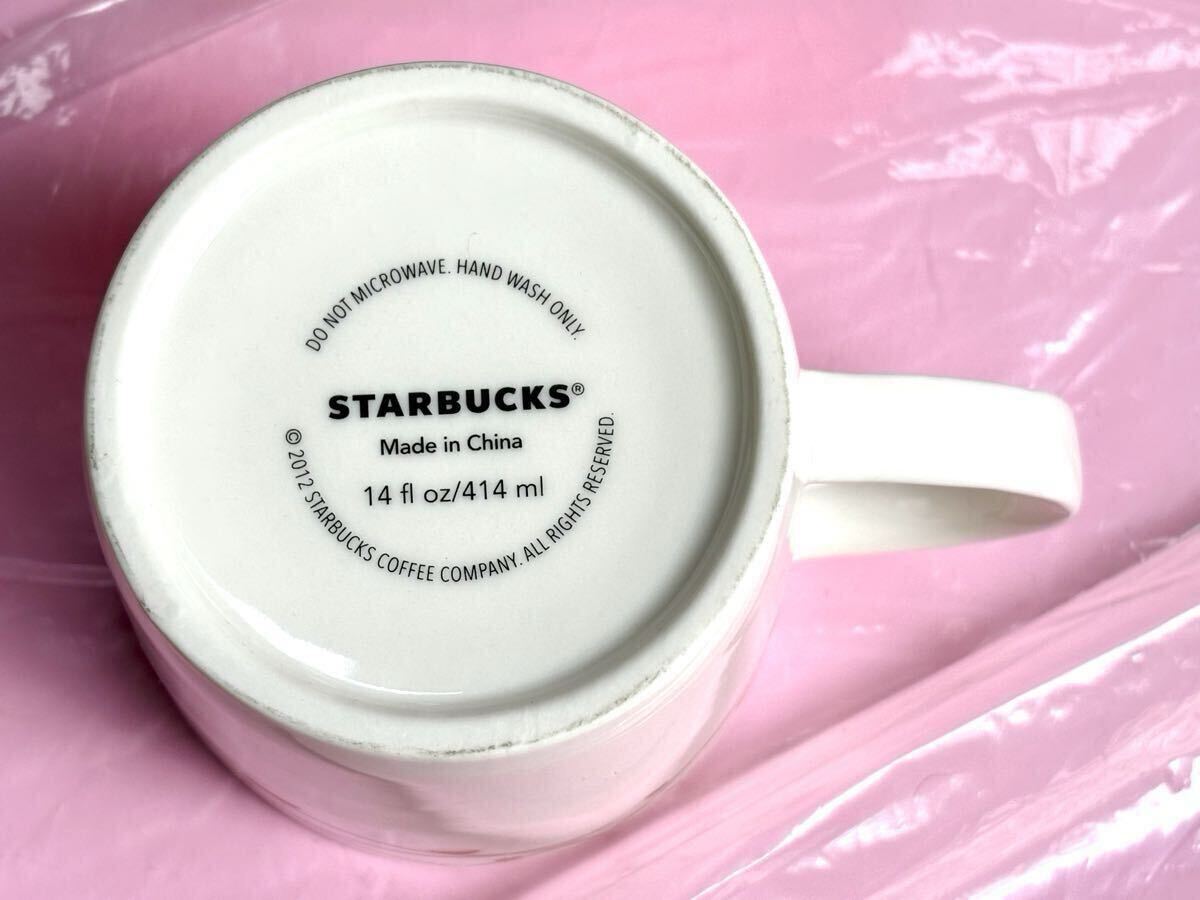 DO NOT MICROWAVE. HAND WASH ONLY.
STARBUCKS®
Made in China
14 fl oz/414 ml
© 2012 STARBUCKS COFFEE COMPANY. ALL RIGHTS RESERVED.